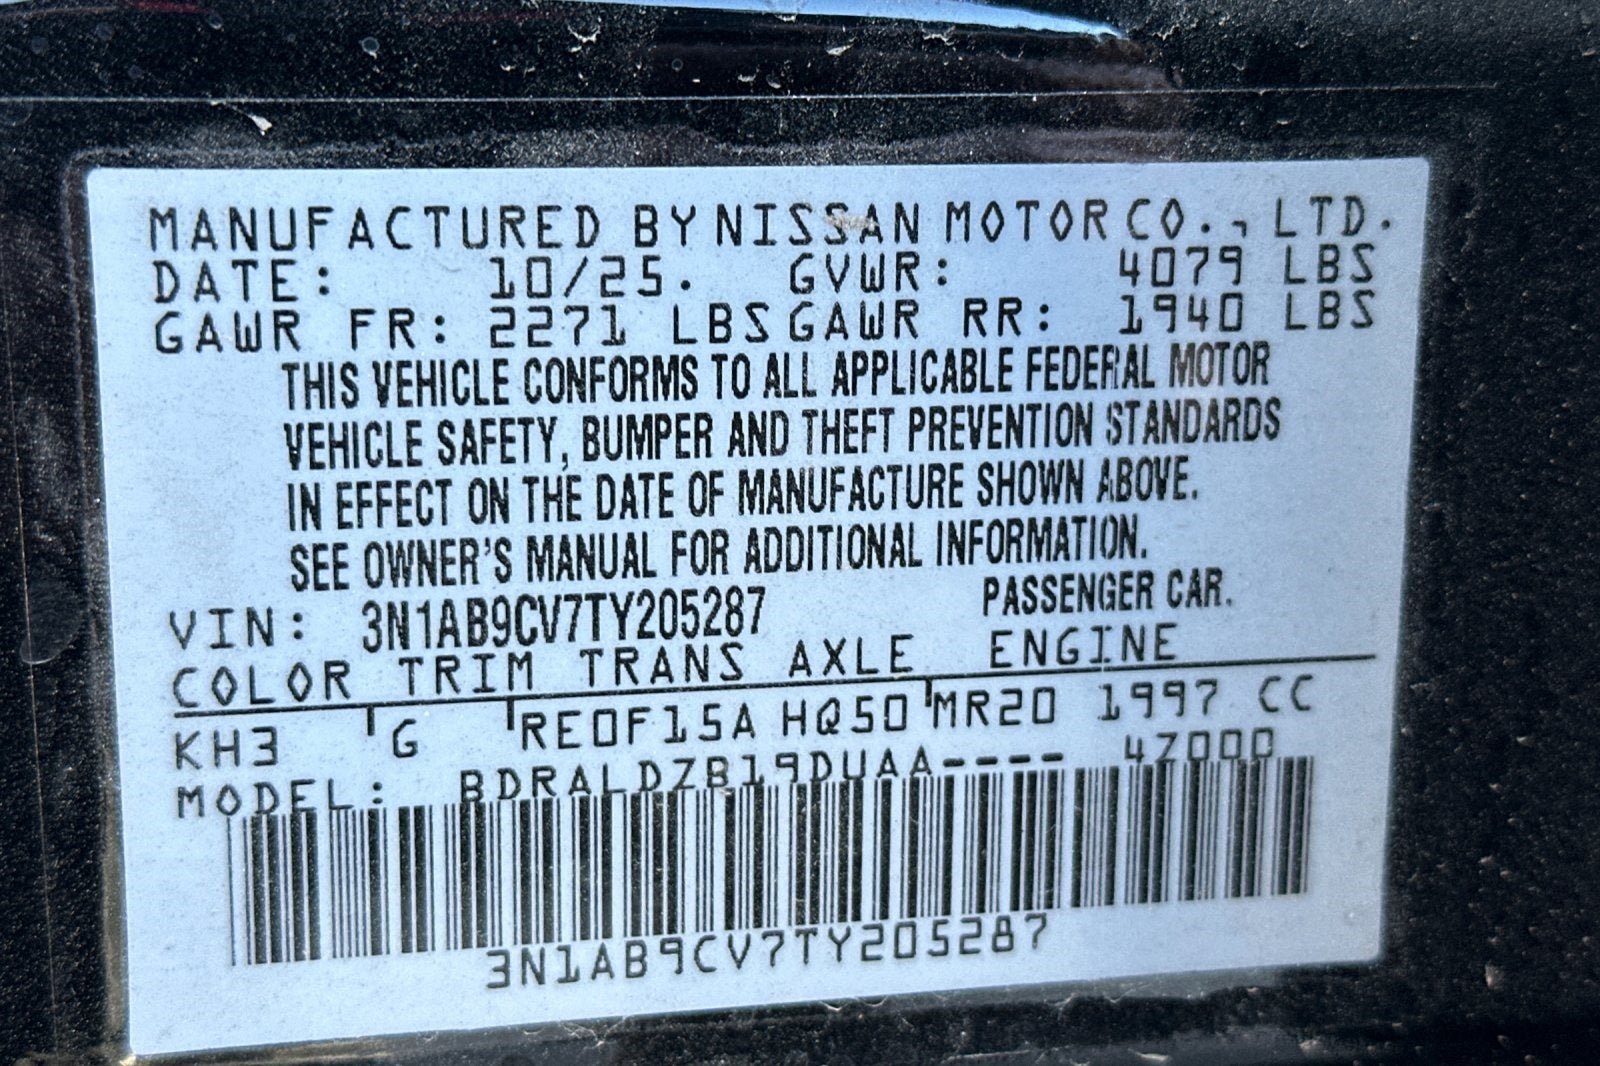 MANUFACTURED BY NISSAN MOTOR CO., LTD.
DATE: 10/25. GVWR: 4079 LBS
GAWR FR: 2271 LBS GAWR RR: 1940 LBS
THIS VEHICLE CONFORMS TO ALL APPLICABLE FEDERAL MOTOR
VEHICLE SAFETY, BUMPER AND THEFT PREVENTION STANDARDS
IN EFFECT ON THE DATE OF MANUFACTURE SHOWN ABOVE.
SEE OWNER'S MANUAL FOR ADDITIONAL INFORMATION.
VIN: 3N1AB9CV7TY205287 PASSENGER CAR.
COLOR TRIM TRANS AXLE ENGINE
KH3 G RE0F15A HQ50 MR20 1997 CC
MODEL: BDRALDZB19DUAA---- 4Z000
3N1AB9CV7TY205287